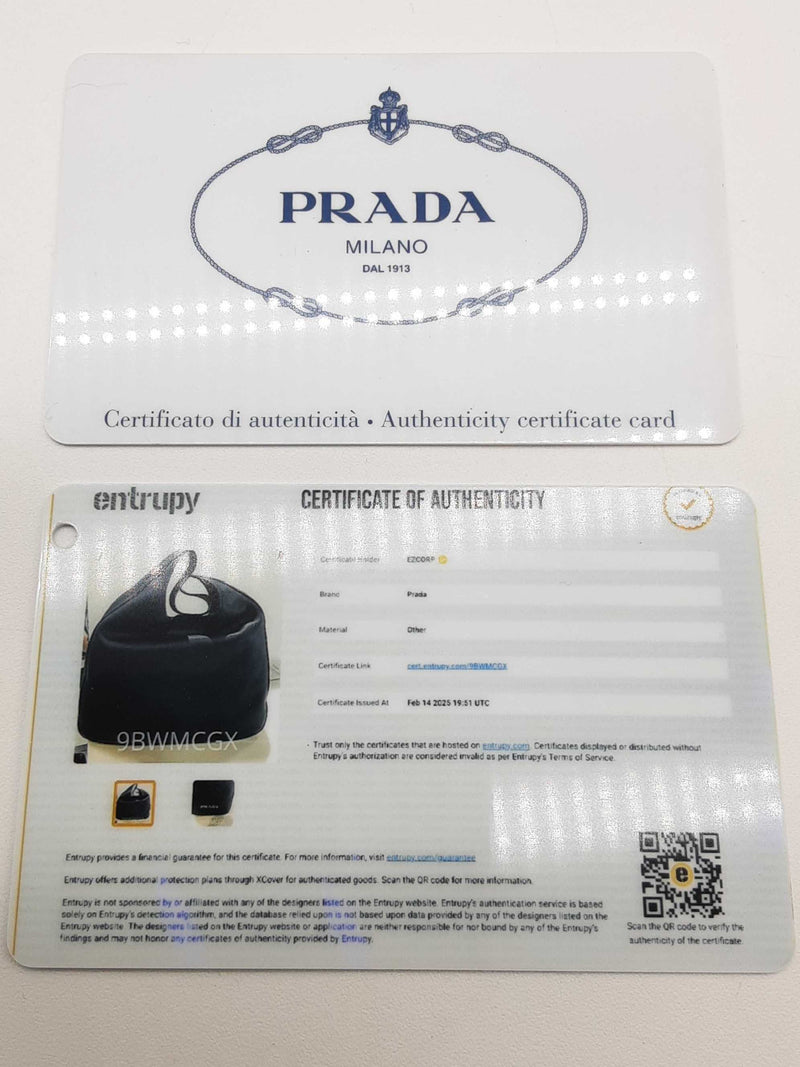 PRADA
MILANO
DAL 1913
Certificato di autenticità • Authenticity certificate card
entrupy
CERTIFICATE OF AUTHENTICITY
Certificate Holder EZCORP
Brand Prada
Material Other
Certificate Link cert.entrupy.com/9BWMCGX
Certificate Issued At Feb 14 2025 19:51 UTC
9BWMCGX
Trust only the certificates that are hosted on entrupy.com. Certificates displayed or distributed without
Entrupy's authorization are considered invalid as per Entrupy's Terms of Service.
Entrupy provides a financial guarantee for this certificate. For more information, visit entrupy.com/guarantee
Entrupy offers additional protection plans through XCover for authenticated goods. Scan the QR code for more information.
Entrupy is not sponsored by or affiliated with any of the designers listed on the Entrupy website. Entrupy's authentication service is based
solely on Entrupy's detection algorithm, and the database relied upon is not based upon data provided by any of the designers listed on the
Entrupy website. The designers listed on the Entrupy website or application are neither responsible for nor bound by any of the Entrupy's
findings and may not honor any certificates of authenticity provided by Entrupy.
e
Scan the QR code to verify the
authenticity of the certificate.